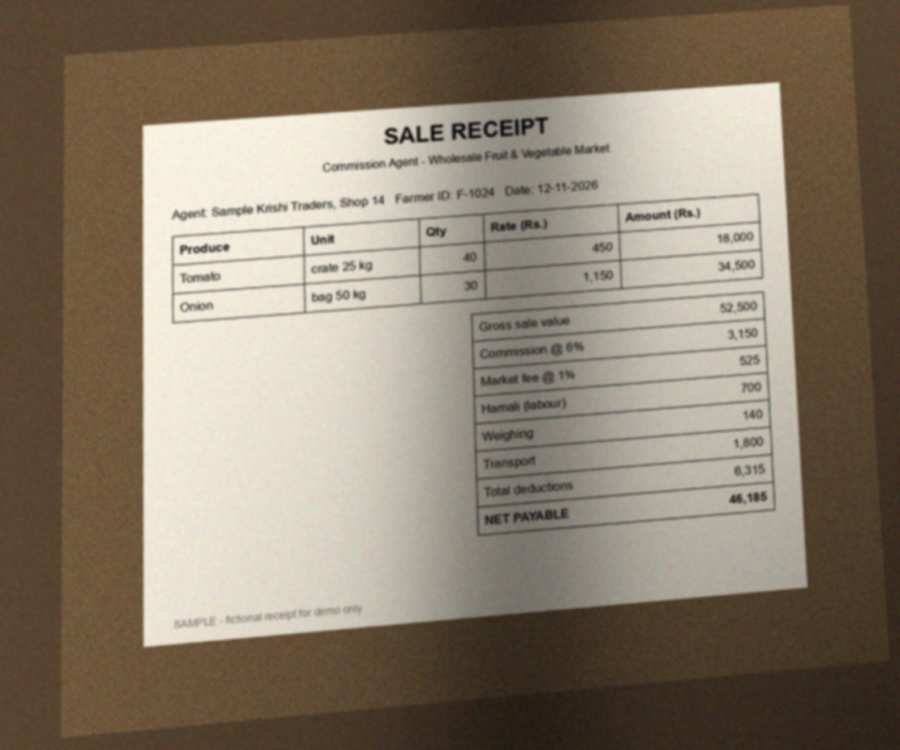 SALE RECEIPT
Commission Agent - Wholesale Fruit & Vegetable Market
Agent: Sample Krishi Traders, Shop 14 Farmer ID: F-1024 Date: 12-11-2026
Produce Unit Qty Rate (Rs.) Amount (Rs.)
Tomato crate 25 kg 40 450 18,000
Onion bag 50 kg 30 1,150 34,500
Gross sale value 52,500
Commission @ 6% 3,150
Market fee @ 1% 525
Hamali (labour) 700
Weighing 140
Transport 1,800
Total deductions 6,315
NET PAYABLE 46,185
SAMPLE - fictional receipt for demo only